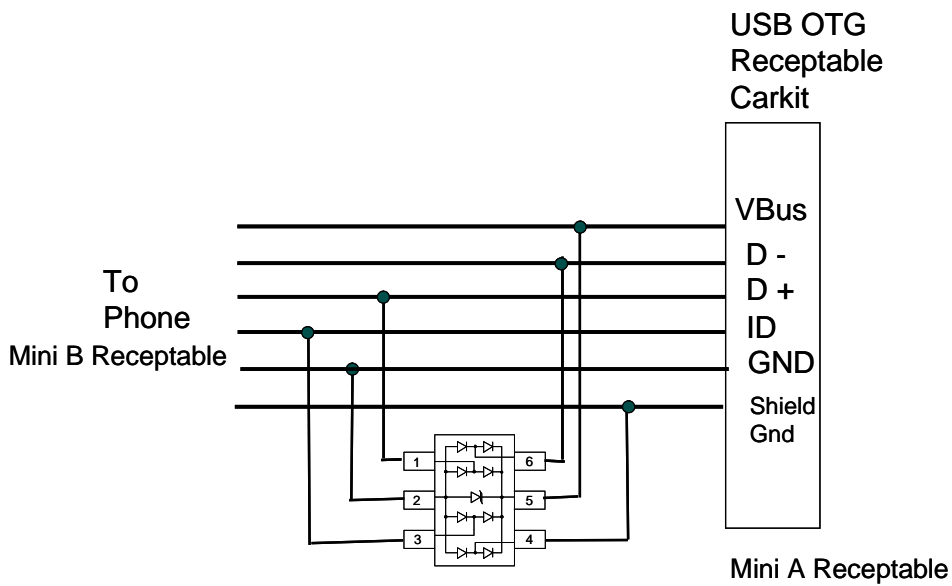 USB OTG
Receptable
Carkit
VBus
D -
D +
ID
GND
Shield
Gnd
To
Phone
Mini B Receptable
1
2
3
6
5
4
Mini A Receptable